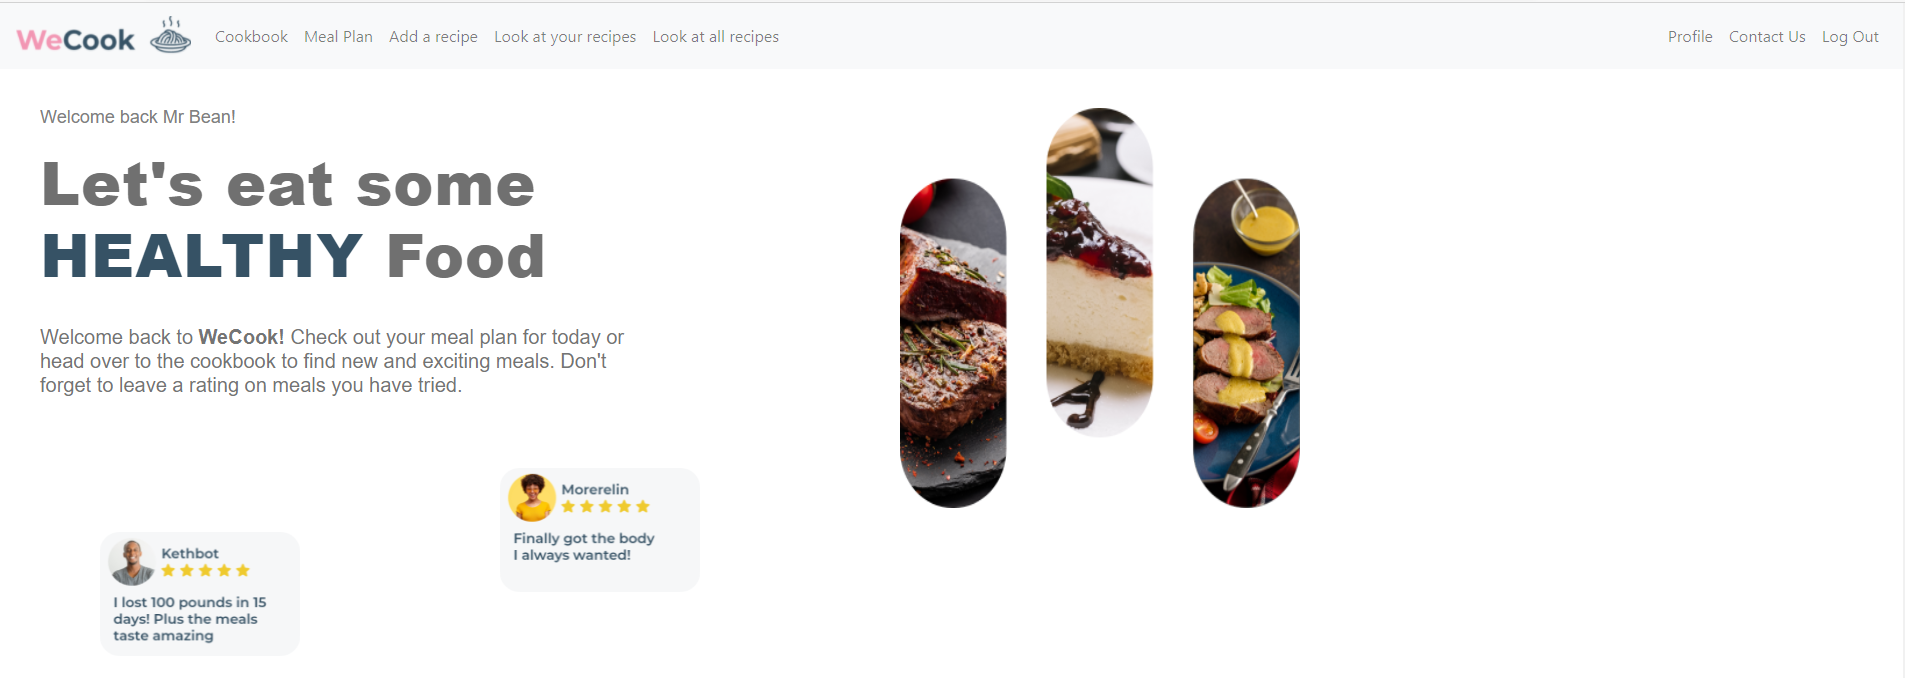 WeCook Cookbook Meal Plan Add a recipe Look at your recipes Look at all recipes Profile Contact Us Log Out
Welcome back Mr Bean!
Let's eat some
HEALTHY Food
Welcome back to WeCook! Check out your meal plan for today or
head over to the cookbook to find new and exciting meals. Don't
forget to leave a rating on meals you have tried.
Morerelin
Finally got the body
I always wanted!
Kethbot
I lost 100 pounds in 15
days! Plus the meals
taste amazing